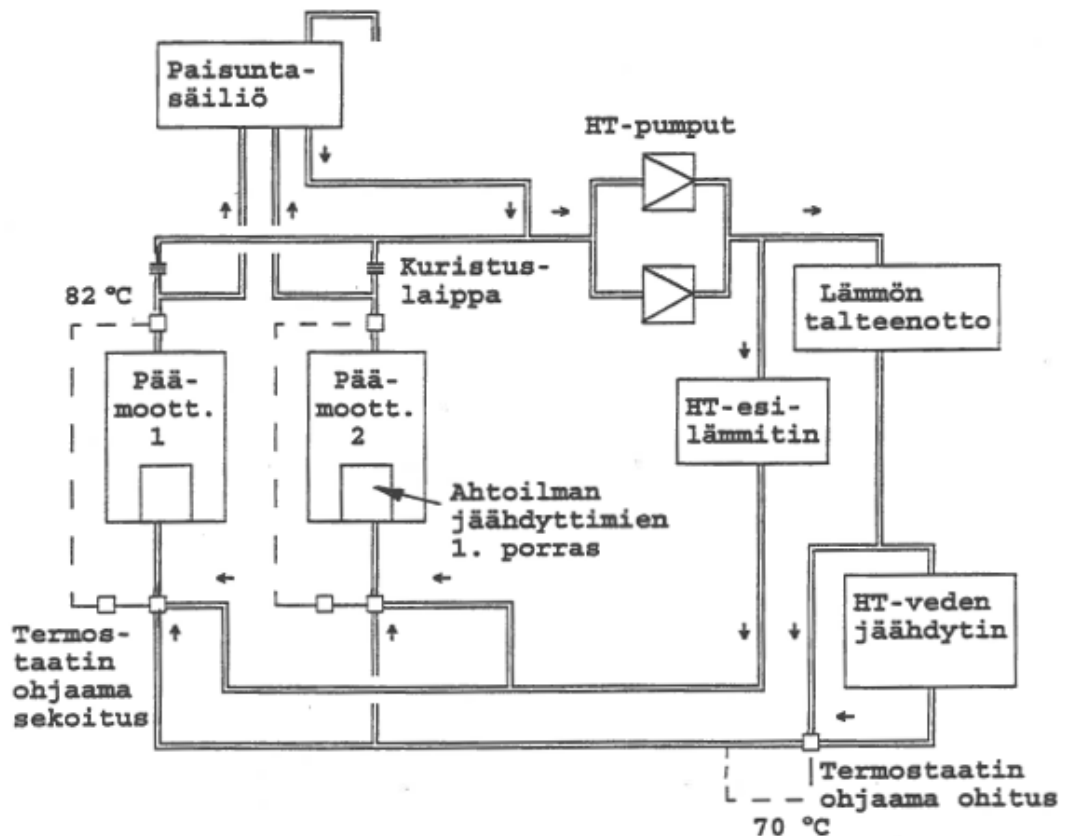 Paisunta-
säiliö
HT-pumput
Kuristus-
laippa
82 °C
Lämmön
talteenotto
Pää-
moott.
1
Pää-
moott.
2
HT-esi-
lämmitin
Ahtoilman
jäähdyttimien
1. porras
HT-veden
jäähdytin
Termos-
taatin
ohjaama
sekoitus
Termostaatin
ohjaama ohitus
70 °C